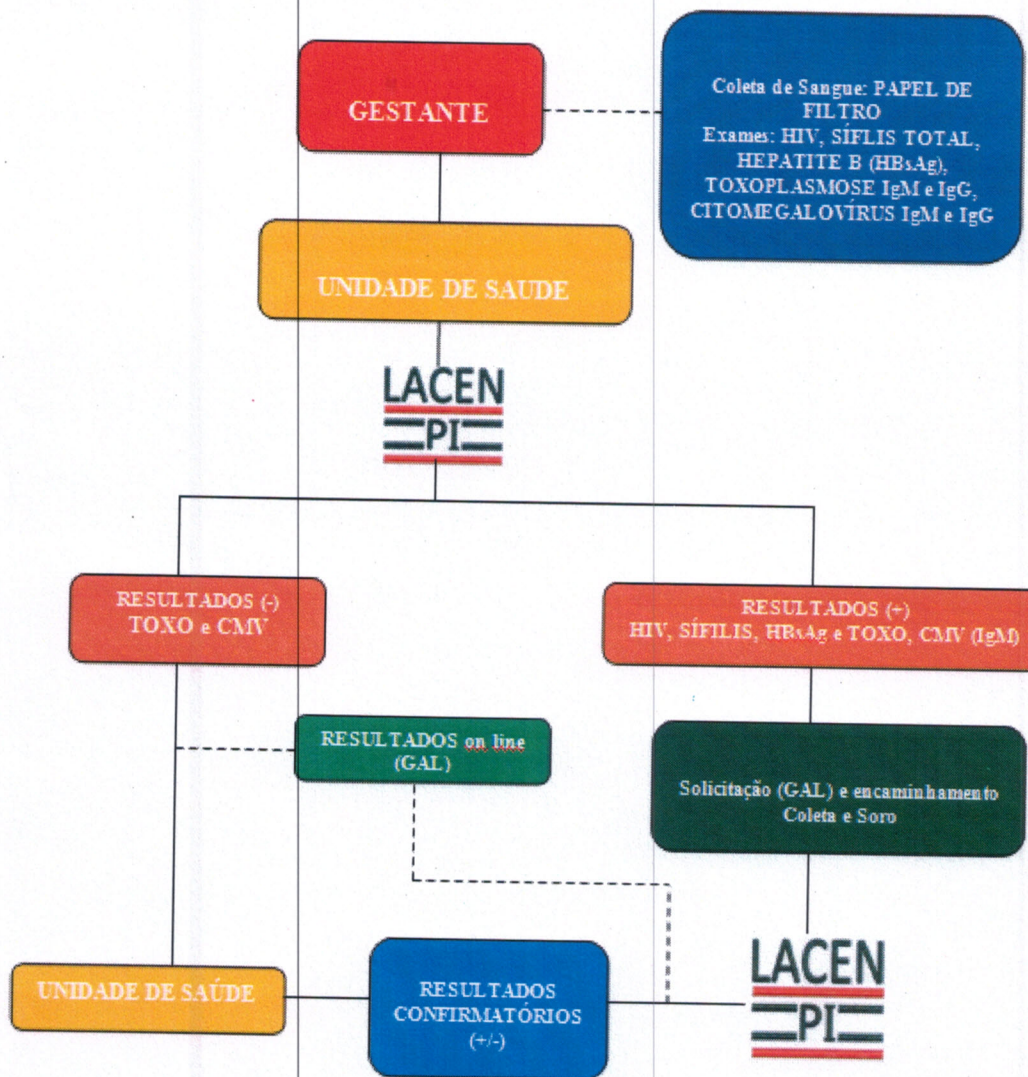 GESTANTE
Coleta de Sangue: PAPEL DE
FILTRO
Exames: HIV, SÍFLIS TOTAL,
HEPATITE B (HBsAg),
TOXOPLASMOSE IgM e IgG,
CITOMEGALOVÍRUS IgM e IgG
UNIDADE DE SAUDE
LACEN
PI
RESULTADOS (-)
TOXO e CMV
RESULTADOS (+)
HIV, SÍFILIS, HBsAg e TOXO, CMV (IgM)
RESULTADOS on line
(GAL)
Solicitação (GAL) e encaminhamento
Coleta e Soro
UNIDADE DE SAÚDE
RESULTADOS
CONFIRMATÓRIOS
(+/-)
LACEN
PI